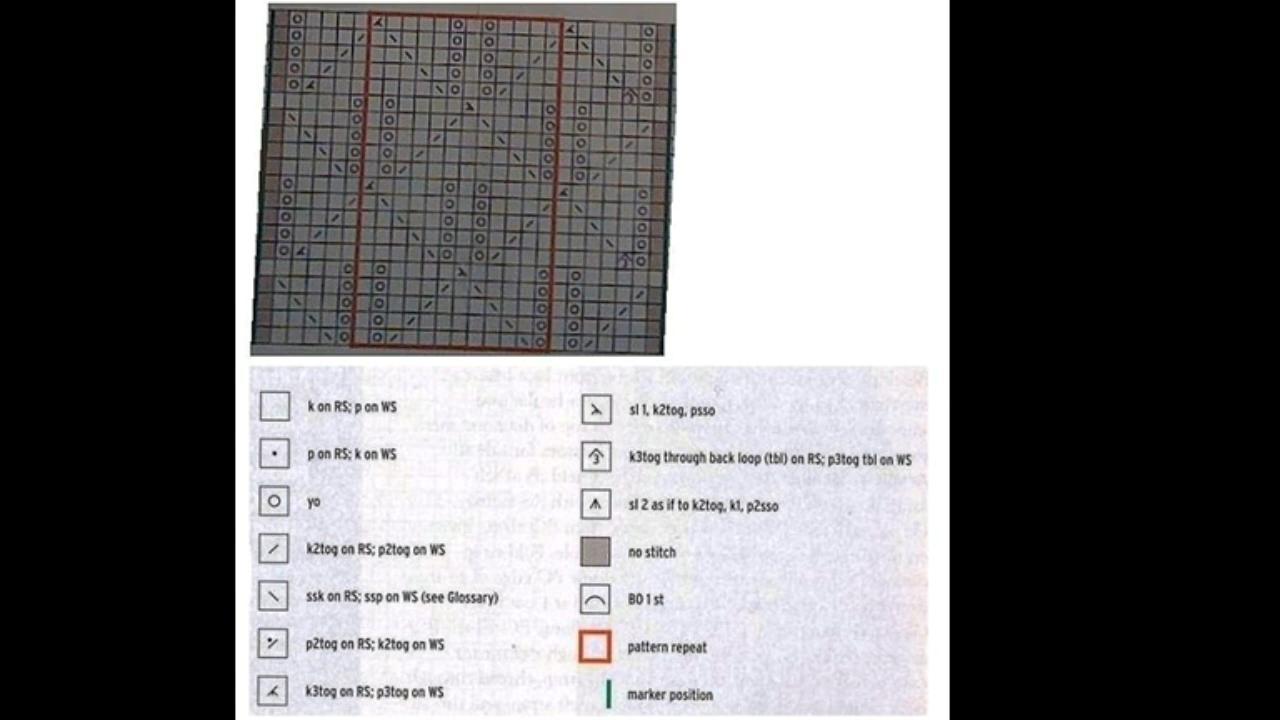 k on RS; p on WS
p on RS; k on WS
yo
k2tog on RS; p2tog on WS
ssk on RS; ssp on WS (see Glossary)
p2tog on RS; k2tog on WS
k3tog on RS; p3tog on WS
sl 1, k2tog, psso
3 k3tog through back loop (tbl) on RS; p3tog tbl on WS
sl 2 as if to k2tog, k1, p2sso
no stitch
BO 1 st
pattern repeat
marker position